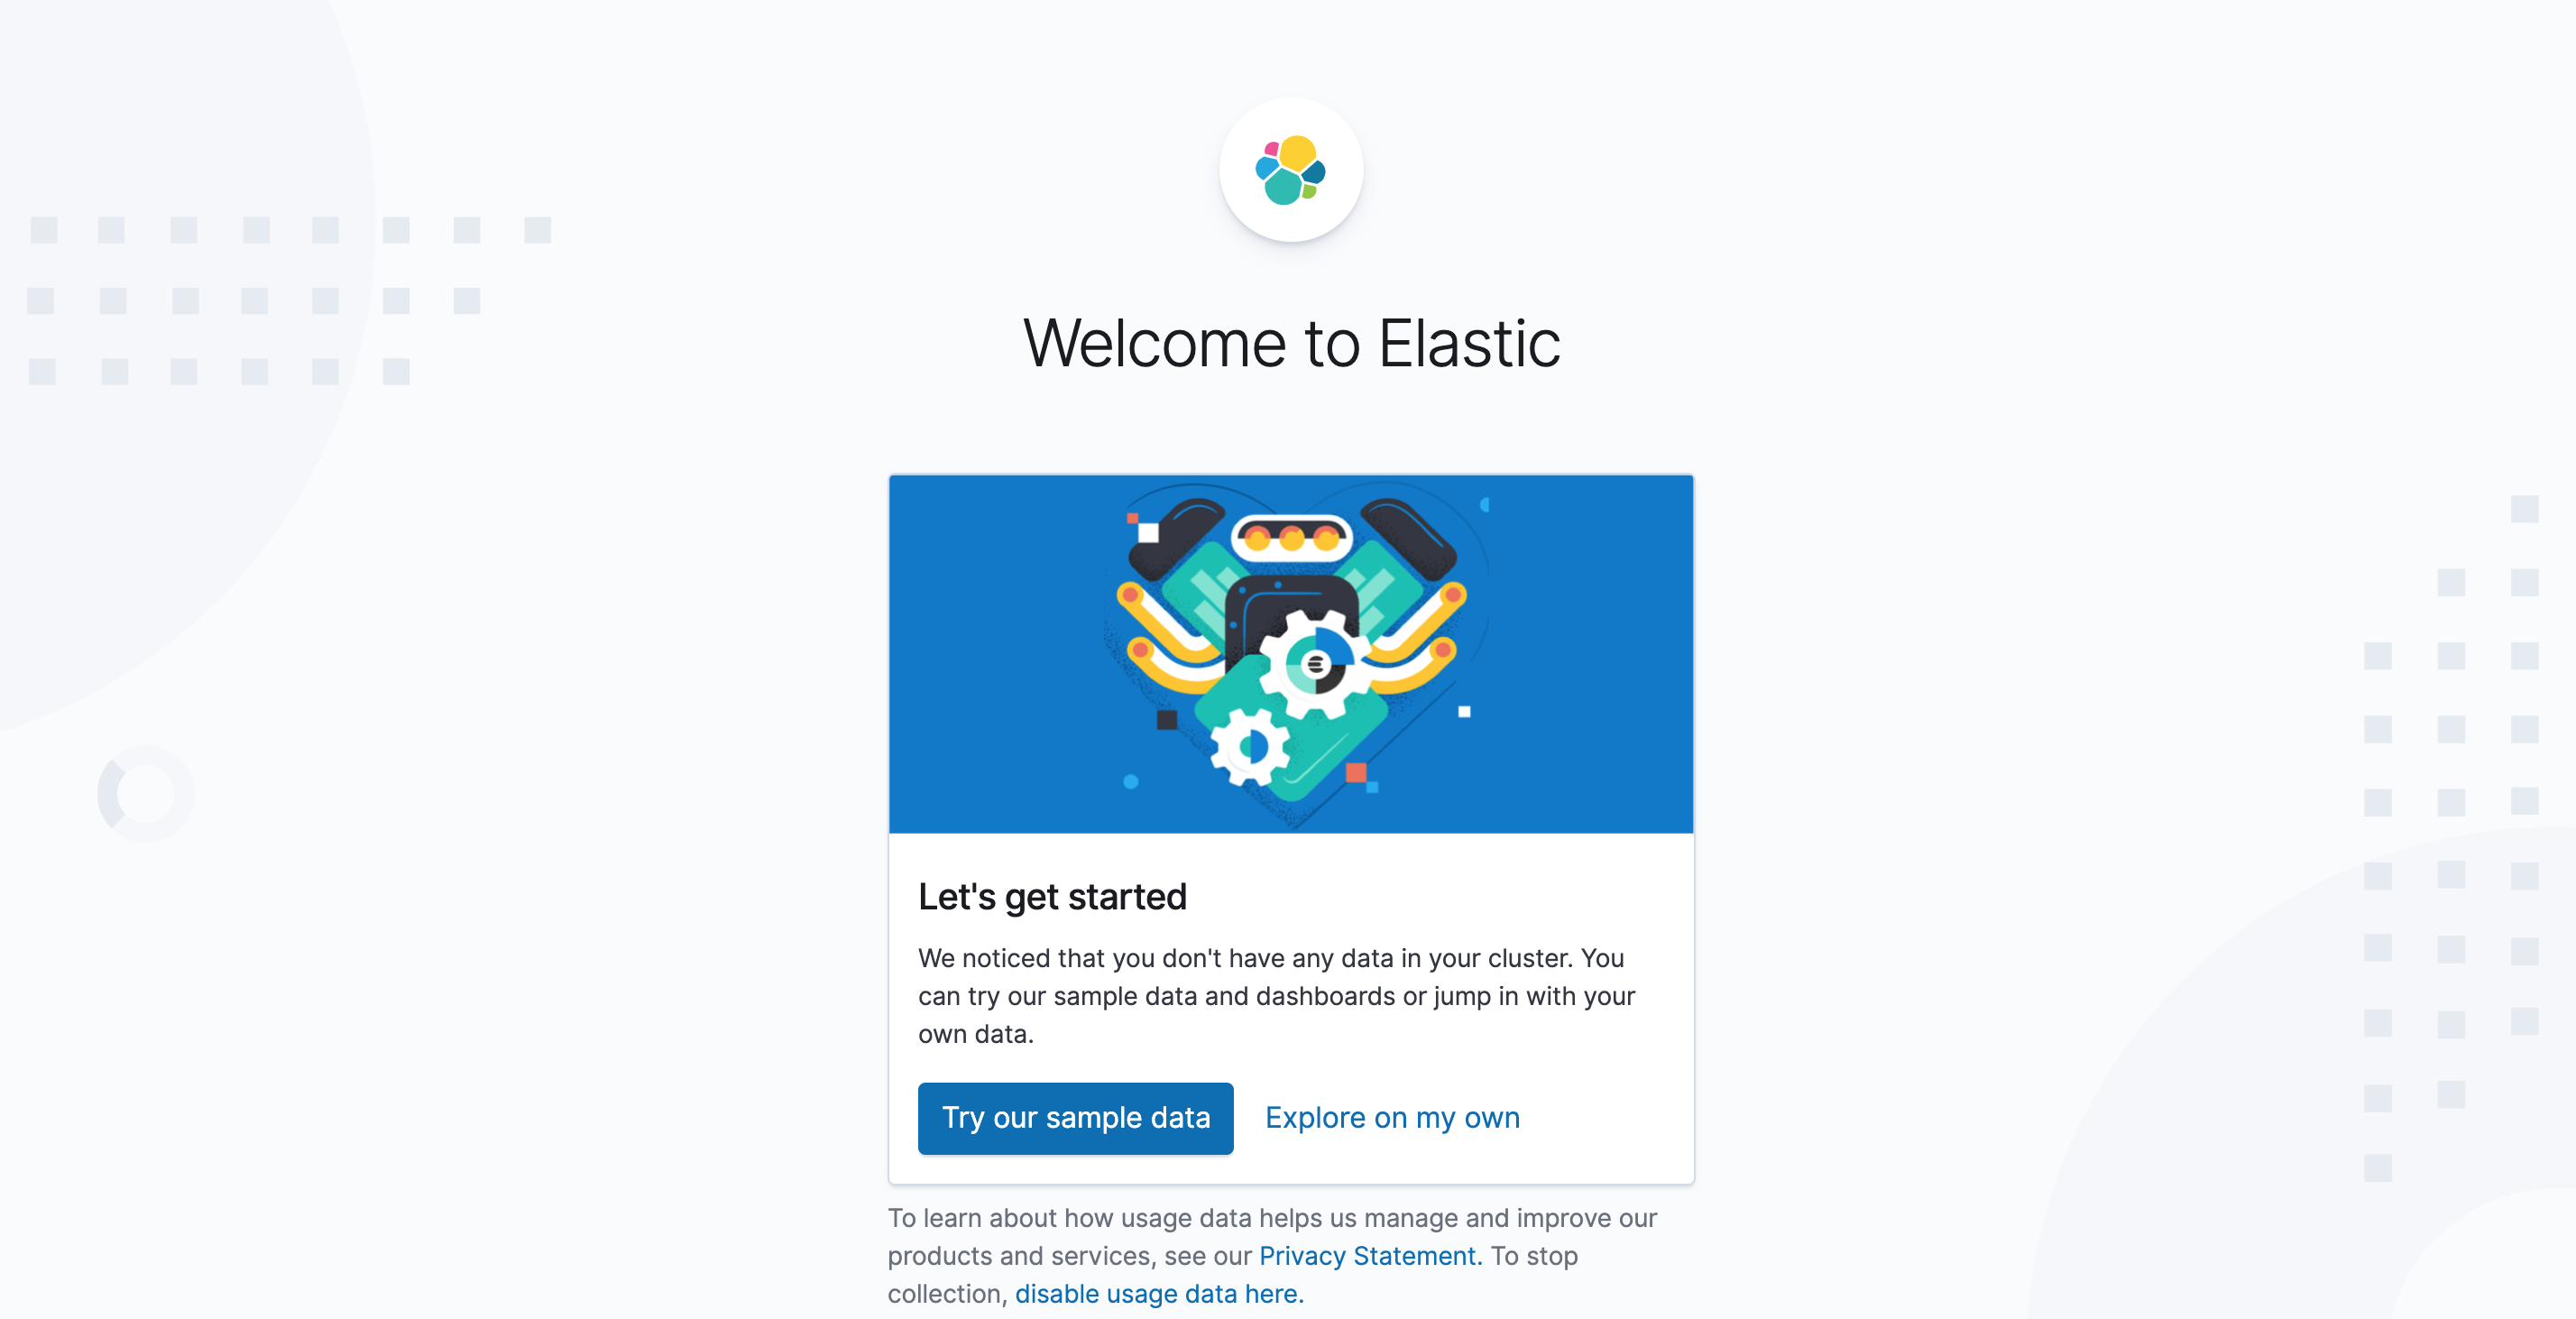 Welcome to Elastic
Let's get started
We noticed that you don't have any data in your cluster. You
can try our sample data and dashboards or jump in with your
own data.
Try our sample data
Explore on my own
To learn about how usage data helps us manage and improve our
products and services, see our Privacy Statement. To stop
collection, disable usage data here.